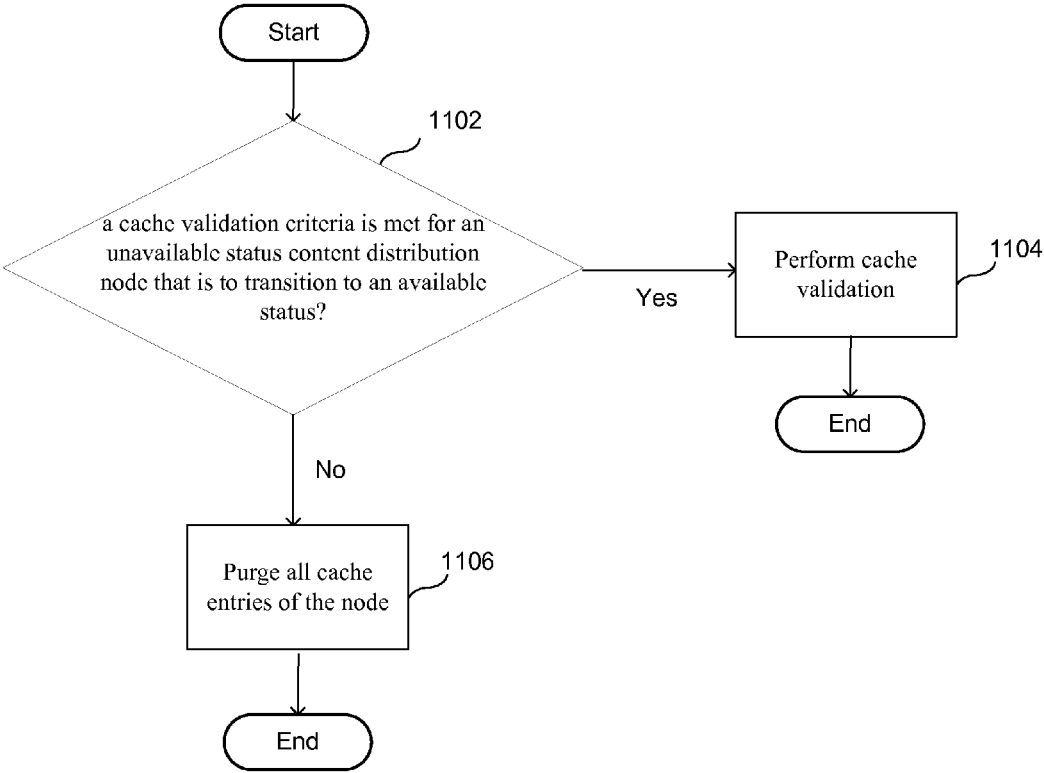 Start
1102
a cache validation criteria is met for an
unavailable status content distribution
node that is to transition to an available
status?
Yes
Perform cache
validation
1104
End
No
Purge all cache
entries of the node
1106
End